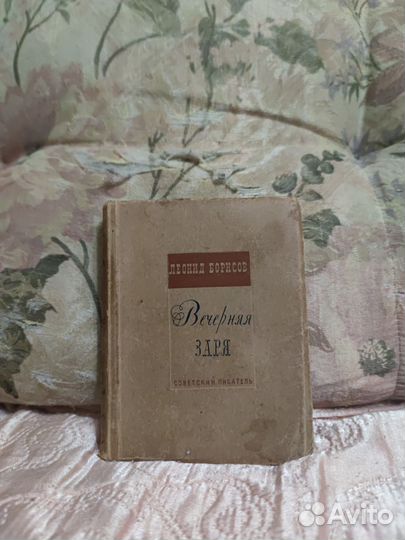 ЛЕОНИД БОРИСОВ
Вечерняя
ЗАРЯ
СОВЕТСКИЙ ПИСАТЕЛЬ
Avito